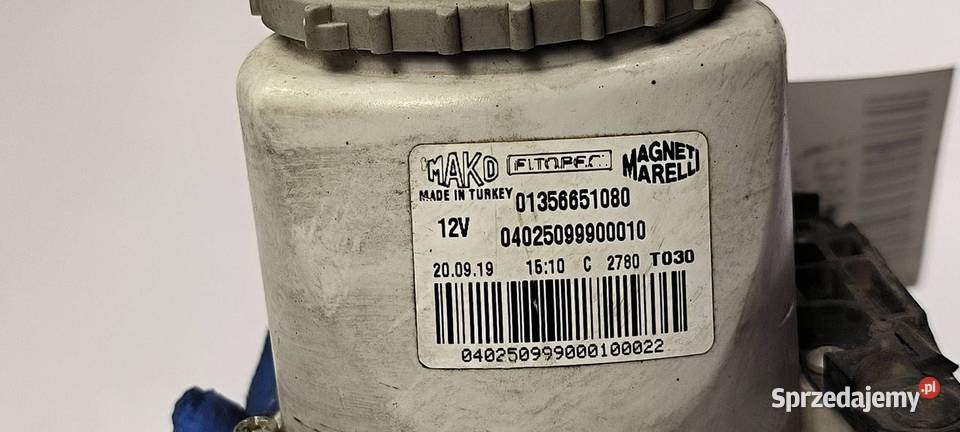 MAKO MAGNETI MARELLI
MADE IN TURKEY 01356651080
12V 04025099900010
20.09.19 15:10 C 2780 T030
040250999000100022
Sprzedajemy.pl